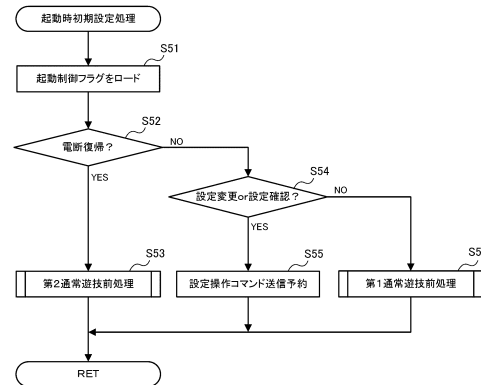 起動時初期設定処理
S51
起動制御フラグをロード
S52
電断復帰？
NO
YES
S54
設定変更or設定確認？
NO
YES
S53
第2通常遊技前処理
S55
設定操作コマンド送信予約
第1通常遊技前処理
RET